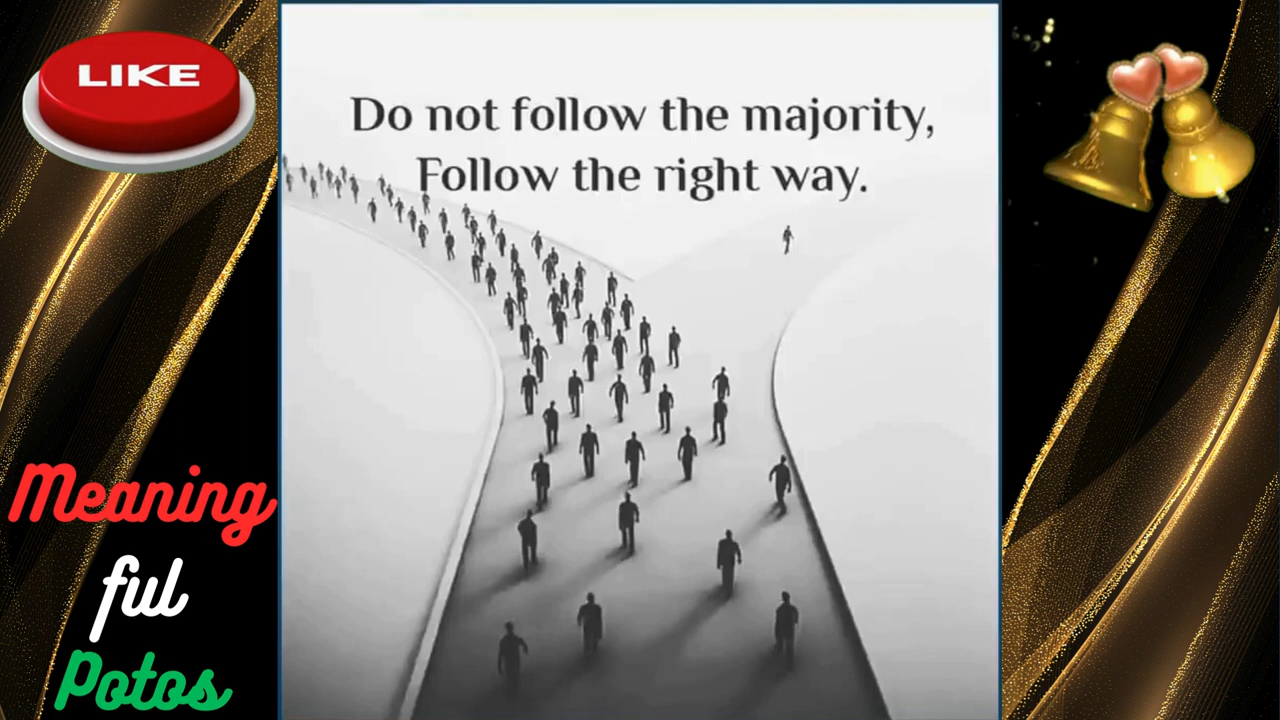 LIKE
Do not follow the majority,
Follow the right way.
Meaning
ful
Potos